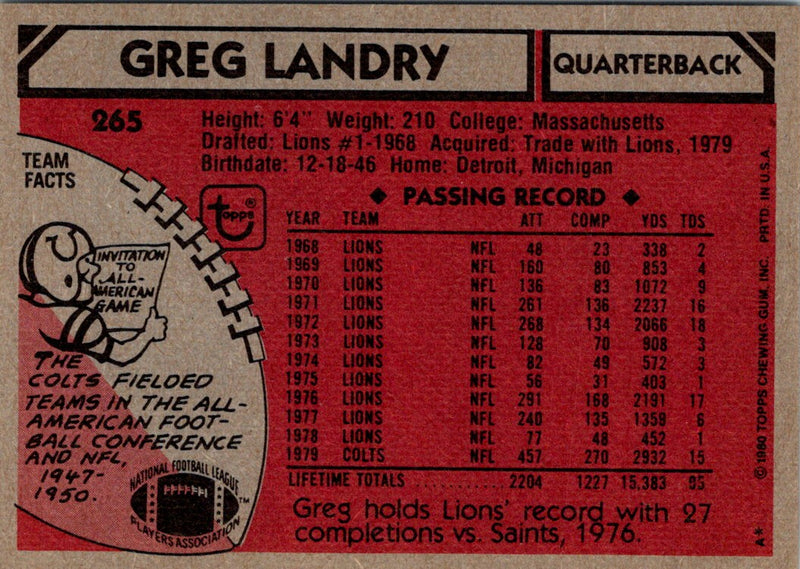 GREG LANDRY
QUARTERBACK
265
Height: 6'4" Weight: 210 College: Massachusetts
Drafted: Lions #1-1968 Acquired: Trade with Lions, 1979
Birthdate: 12-18-46 Home: Detroit, Michigan
TEAM
FACTS
topps ®
INVITATION
TO
ALL-
AMERICAN
GAME
THE
COLTS FIELDED
TEAMS IN THE ALL-
AMERICAN FOOT-
BALL CONFERENCE
AND NFL,
1947-
1950.
NATIONAL FOOTBALL LEAGUE
PLAYERS ASSOCIATION
TM
◆ PASSING RECORD ◆
YEAR TEAM ATT COMP YDS TDS
1968 LIONS NFL 48 23 338 2
1969 LIONS NFL 160 80 853 4
1970 LIONS NFL 136 83 1072 9
1971 LIONS NFL 261 136 2237 16
1972 LIONS NFL 268 134 2066 18
1973 LIONS NFL 128 70 908 3
1974 LIONS NFL 82 49 572 3
1975 LIONS NFL 56 31 403 1
1976 LIONS NFL 291 168 2191 17
1977 LIONS NFL 240 135 1359 6
1978 LIONS NFL 77 48 452 1
1979 COLTS NFL 457 270 2932 15
LIFETIME TOTALS .......... 2204 1227 15,383 95
Greg holds Lions' record with 27
completions vs. Saints, 1976.
A*
© 1980 TOPPS CHEWING GUM, INC. PRTD. IN U.S.A.